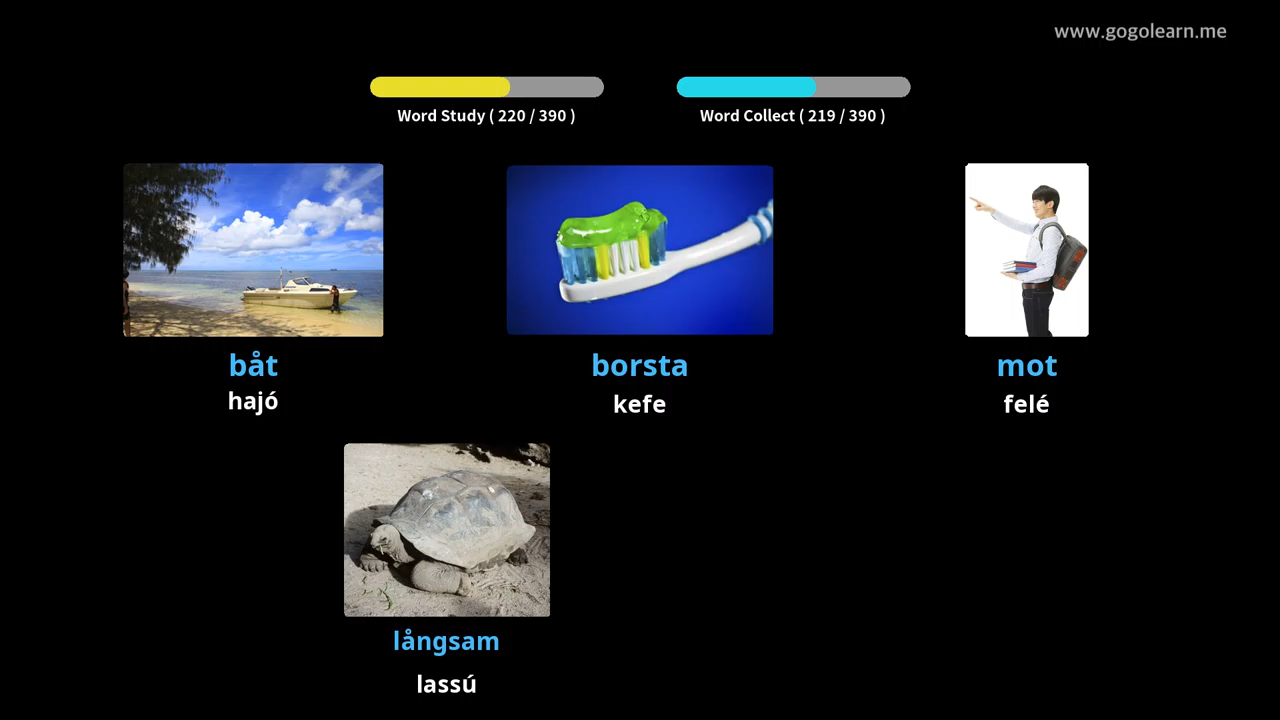 www.gogolearn.me
Word Study ( 220 / 390 )
Word Collect ( 219 / 390 )
båt
hajó
borsta
kefe
mot
felé
långsam
lassú